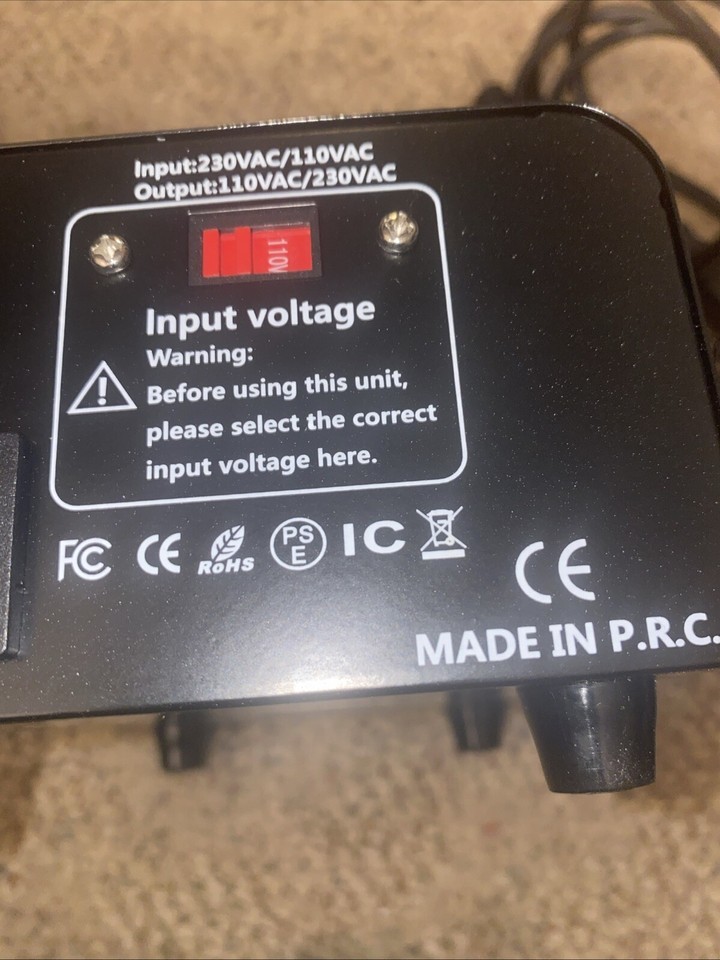 Input:230VAC/110VAC
Output:110VAC/230VAC
110V
Input voltage
Warning:
Before using this unit,
please select the correct
input voltage here.
FC CE RoHS PS E IC
CE
MADE IN P.R.C.